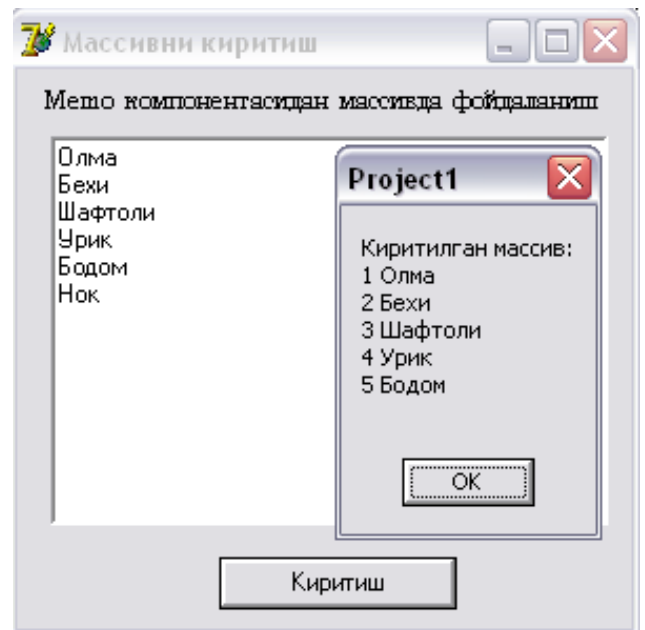 Массивни киритиш
Memo компонентасидан массивда фойдаланиш
Олма
Бехи
Шафтоли
Урик
Бодом
Нок
Project1
Киритилган массив:
1 Олма
2 Бехи
3 Шафтоли
4 Урик
5 Бодом
OK
Киритиш